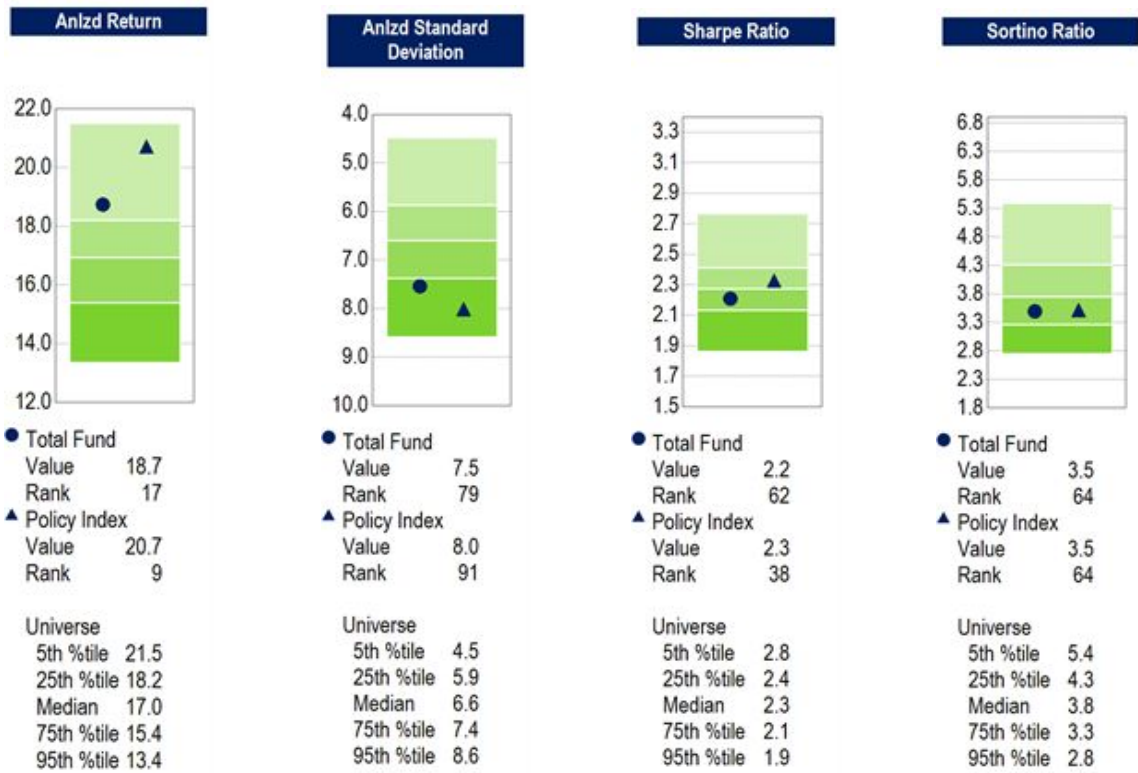 Anlzd Return
22.0
20.0
18.0
16.0
14.0
12.0
Total Fund
Value 18.7
Rank 17
Policy Index
Value 20.7
Rank 9
Universe
5th %tile 21.5
25th %tile 18.2
Median 17.0
75th %tile 15.4
95th %tile 13.4
Anlzd Standard
Deviation
4.0
5.0
6.0
7.0
8.0
9.0
10.0
Total Fund
Value 7.5
Rank 79
Policy Index
Value 8.0
Rank 91
Universe
5th %tile 4.5
25th %tile 5.9
Median 6.6
75th %tile 7.4
95th %tile 8.6
Sharpe Ratio
3.3
3.1
2.9
2.7
2.5
2.3
2.1
1.9
1.7
1.5
Total Fund
Value 2.2
Rank 62
Policy Index
Value 2.3
Rank 38
Universe
5th %tile 2.8
25th %tile 2.4
Median 2.3
75th %tile 2.1
95th %tile 1.9
Sortino Ratio
6.8
6.3
5.8
5.3
4.8
4.3
3.8
3.3
2.8
2.3
1.8
Total Fund
Value 3.5
Rank 64
Policy Index
Value 3.5
Rank 64
Universe
5th %tile 5.4
25th %tile 4.3
Median 3.8
75th %tile 3.3
95th %tile 2.8